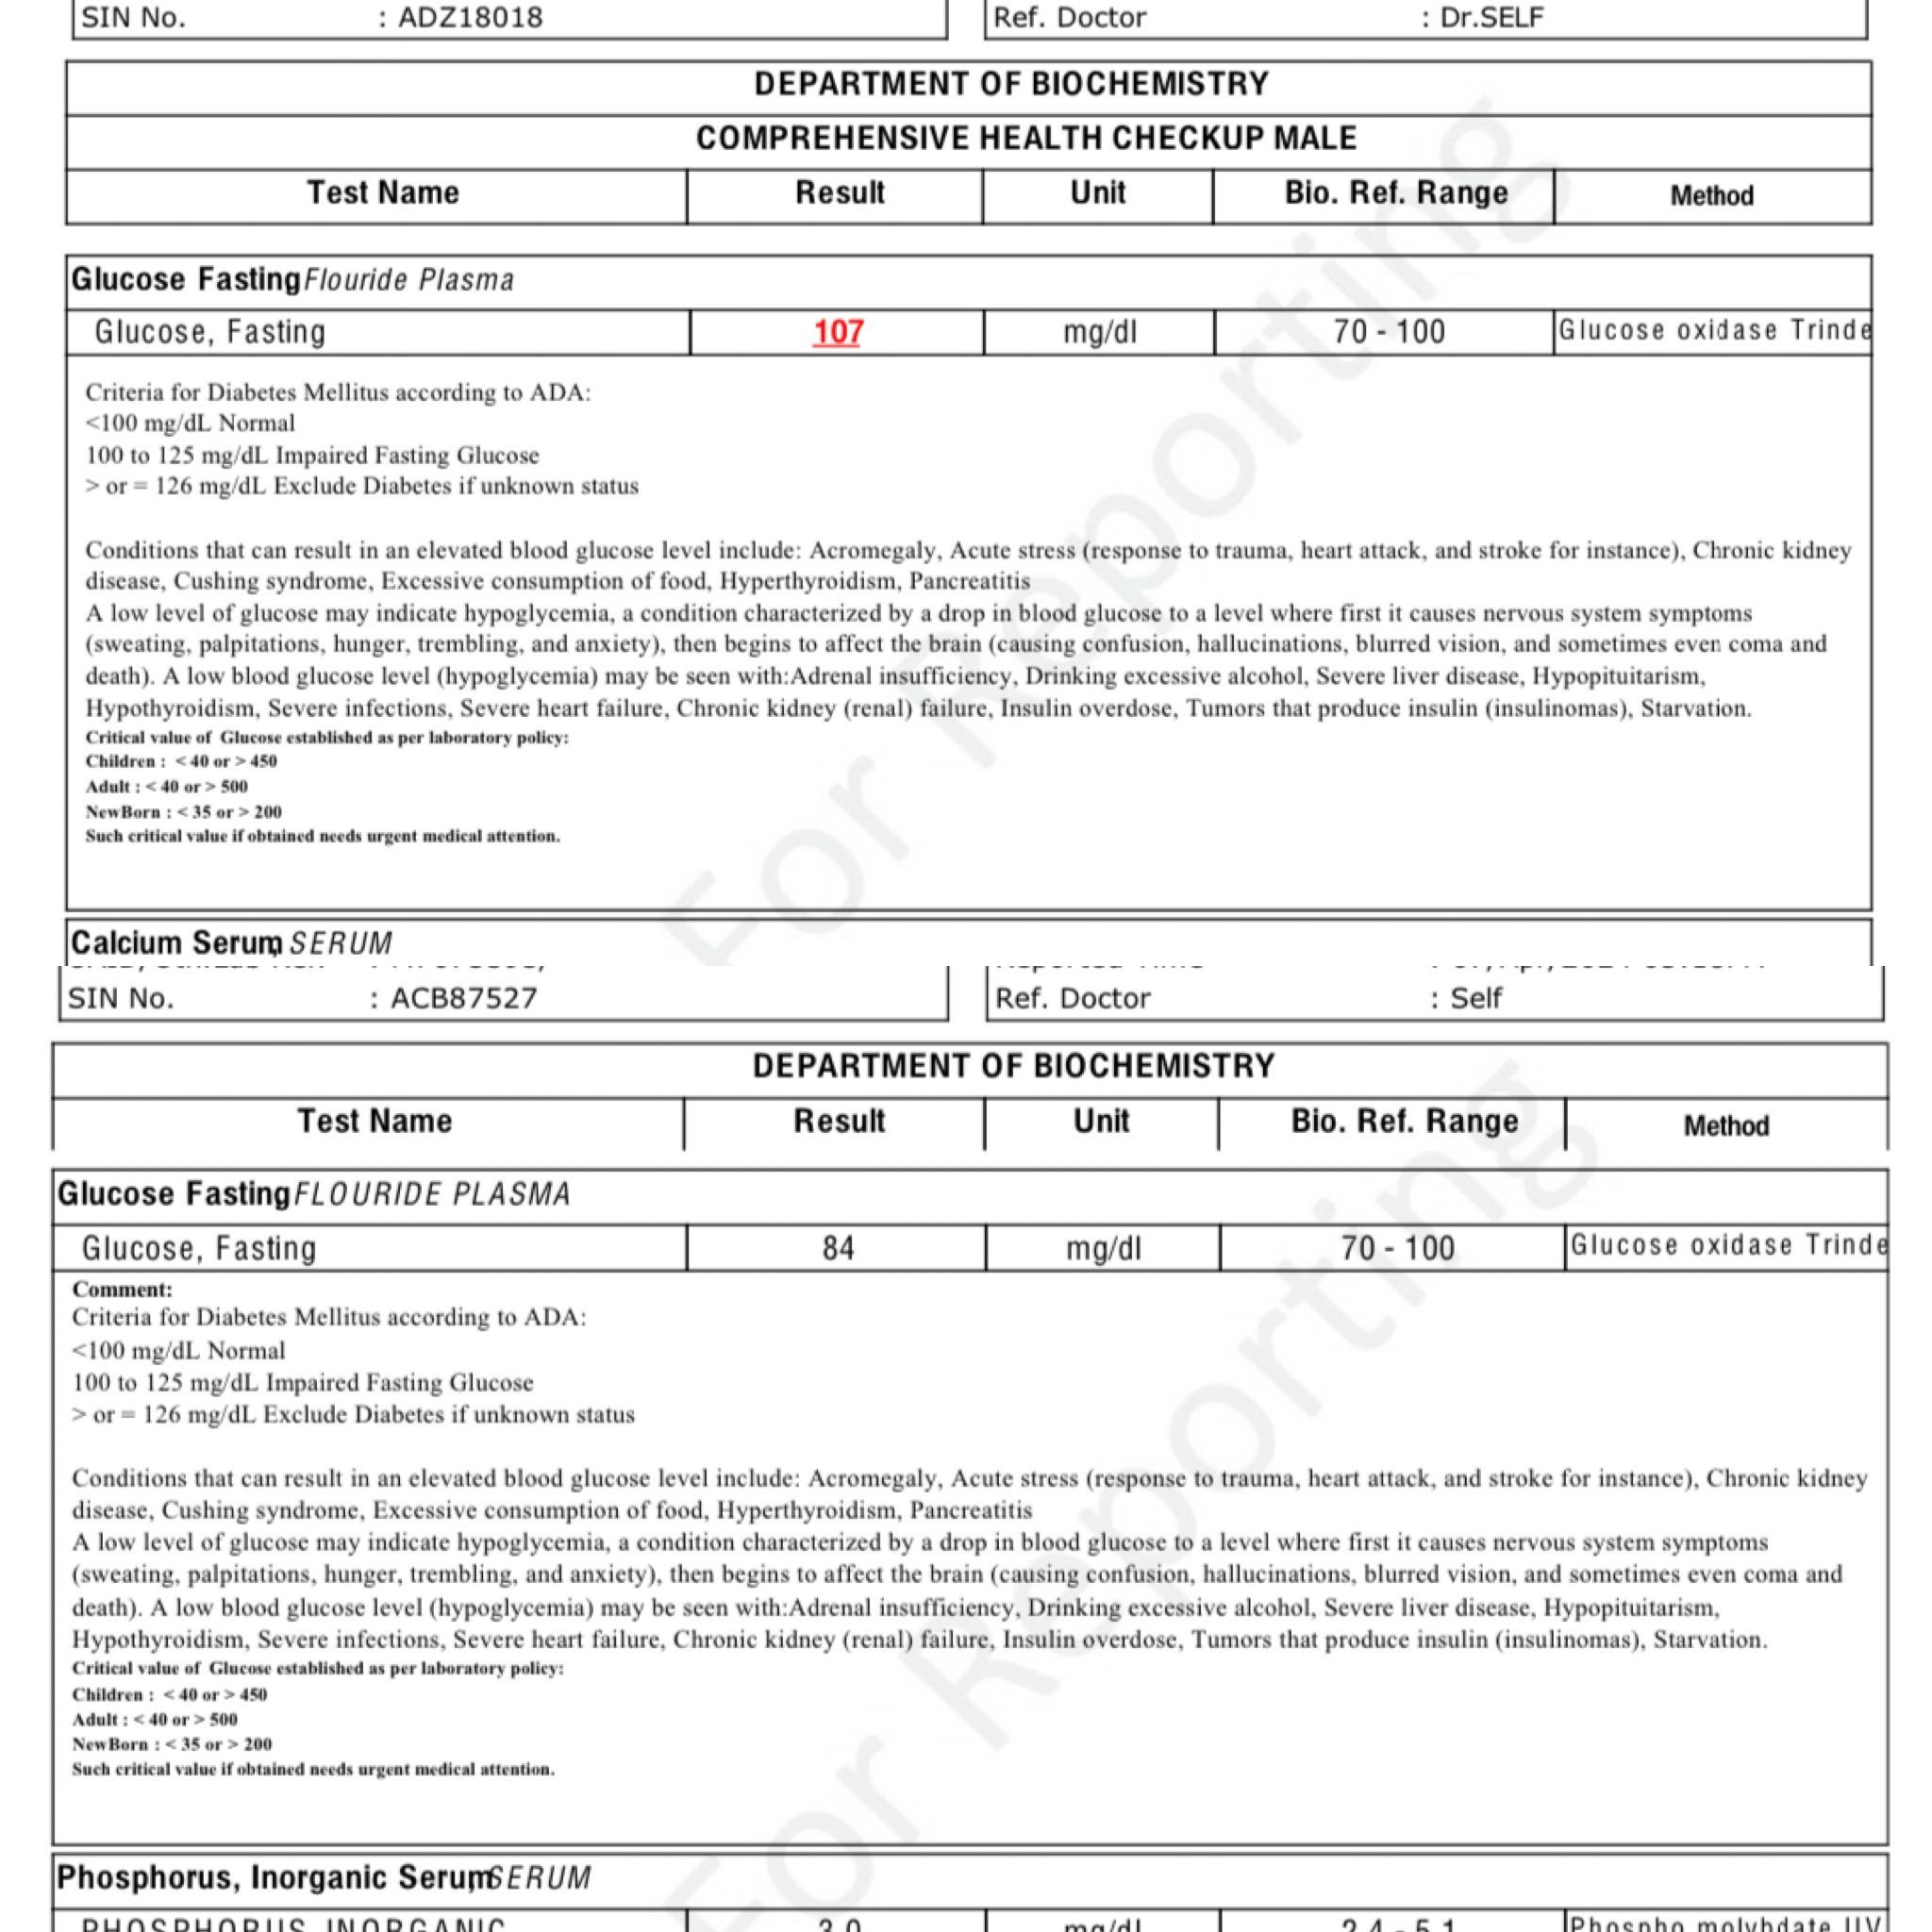 SIN No. : ADZ18018 Ref. Doctor : Dr.SELF
DEPARTMENT OF BIOCHEMISTRY
COMPREHENSIVE HEALTH CHECKUP MALE
Test Name Result Unit Bio. Ref. Range Method
Glucose Fasting Flouride Plasma
Glucose, Fasting 107 mg/dl 70 - 100 Glucose oxidase Trinde
Criteria for Diabetes Mellitus according to ADA:
<100 mg/dL Normal
100 to 125 mg/dL Impaired Fasting Glucose
> or = 126 mg/dL Exclude Diabetes if unknown status
Conditions that can result in an elevated blood glucose level include: Acromegaly, Acute stress (response to trauma, heart attack, and stroke for instance), Chronic kidney
disease, Cushing syndrome, Excessive consumption of food, Hyperthyroidism, Pancreatitis
A low level of glucose may indicate hypoglycemia, a condition characterized by a drop in blood glucose to a level where first it causes nervous system symptoms
(sweating, palpitations, hunger, trembling, and anxiety), then begins to affect the brain (causing confusion, hallucinations, blurred vision, and sometimes even coma and
death). A low blood glucose level (hypoglycemia) may be seen with:Adrenal insufficiency, Drinking excessive alcohol, Severe liver disease, Hypopituitarism,
Hypothyroidism, Severe infections, Severe heart failure, Chronic kidney (renal) failure, Insulin overdose, Tumors that produce insulin (insulinomas), Starvation.
Critical value of Glucose established as per laboratory policy:
Children : < 40 or > 450
Adult : < 40 or > 500
NewBorn : < 35 or > 200
Such critical value if obtained needs urgent medical attention.
For Reporting
Calcium Serum SERUM
SIN No. : ACB87527 Ref. Doctor : Self
DEPARTMENT OF BIOCHEMISTRY
Test Name Result Unit Bio. Ref. Range Method
Glucose Fasting FLOURIDE PLASMA
Glucose, Fasting 84 mg/dl 70 - 100 Glucose oxidase Trinde
Comment:
Criteria for Diabetes Mellitus according to ADA:
<100 mg/dL Normal
100 to 125 mg/dL Impaired Fasting Glucose
> or = 126 mg/dL Exclude Diabetes if unknown status
Conditions that can result in an elevated blood glucose level include: Acromegaly, Acute stress (response to trauma, heart attack, and stroke for instance), Chronic kidney
disease, Cushing syndrome, Excessive consumption of food, Hyperthyroidism, Pancreatitis
A low level of glucose may indicate hypoglycemia, a condition characterized by a drop in blood glucose to a level where first it causes nervous system symptoms
(sweating, palpitations, hunger, trembling, and anxiety), then begins to affect the brain (causing confusion, hallucinations, blurred vision, and sometimes even coma and
death). A low blood glucose level (hypoglycemia) may be seen with:Adrenal insufficiency, Drinking excessive alcohol, Severe liver disease, Hypopituitarism,
Hypothyroidism, Severe infections, Severe heart failure, Chronic kidney (renal) failure, Insulin overdose, Tumors that produce insulin (insulinomas), Starvation.
Critical value of Glucose established as per laboratory policy:
Children : < 40 or > 450
Adult : < 40 or > 500
NewBorn : < 35 or > 200
Such critical value if obtained needs urgent medical attention.
For Reporting
Phosphorus, Inorganic Serum SERUM
PHOSPHORUS, INORGANIC 3.0 mg/dl 2.4 - 5.1 Phospho molybdate UV